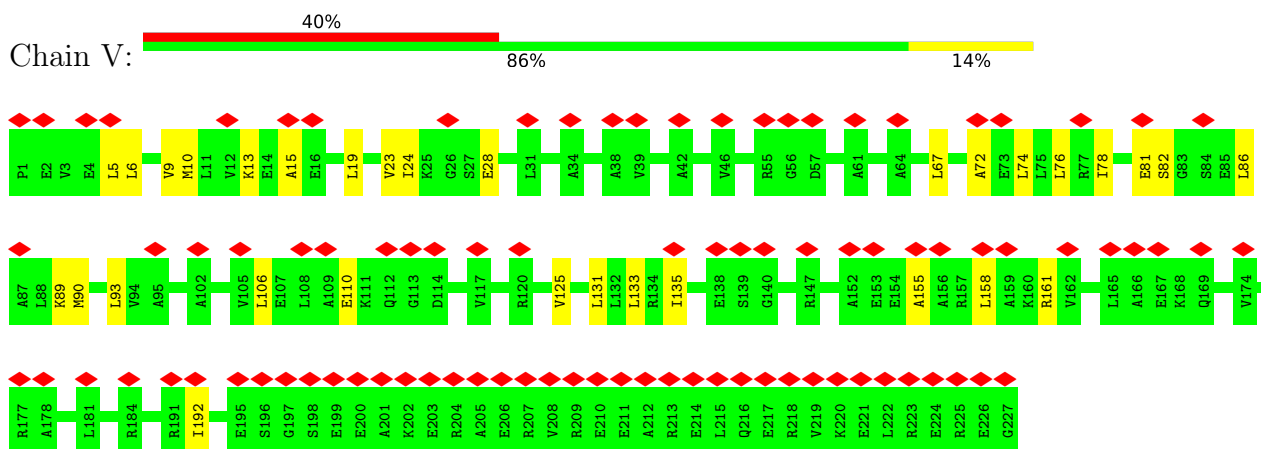 40%
Chain V:
86% 14%
P1 E2 V3 E4 L5 L6 V9 M10 L11 V12 K13 E14 A15 E16 L19 V23 I24 K25 G26 S27 E28 L31 A34 A38 V39 A42 V46 R55 G56 D57 A61 A64 L67 A72 E73 L74 L75 L76 R77 I78 E81 S82 G83 S84 E85 L86
A87 L88 K89 M90 L93 V94 A95 A102 V105 L106 E107 L108 A109 E110 K111 Q112 G113 D114 V117 R120 V125 L131 L132 L133 R134 I135 E138 S139 G140 R147 A152 E153 E154 A155 A156 R157 L158 A159 K160 R161 V162 L165 A166 E167 K168 Q169 V174
R177 A178 L181 R184 R191 I192 E195 S196 G197 S198 E199 E200 A201 K202 E203 R204 A205 E206 R207 V208 R209 E210 E211 A212 R213 E214 L215 Q216 E217 R218 V219 K220 E221 L222 R223 E224 R225 E226 G227